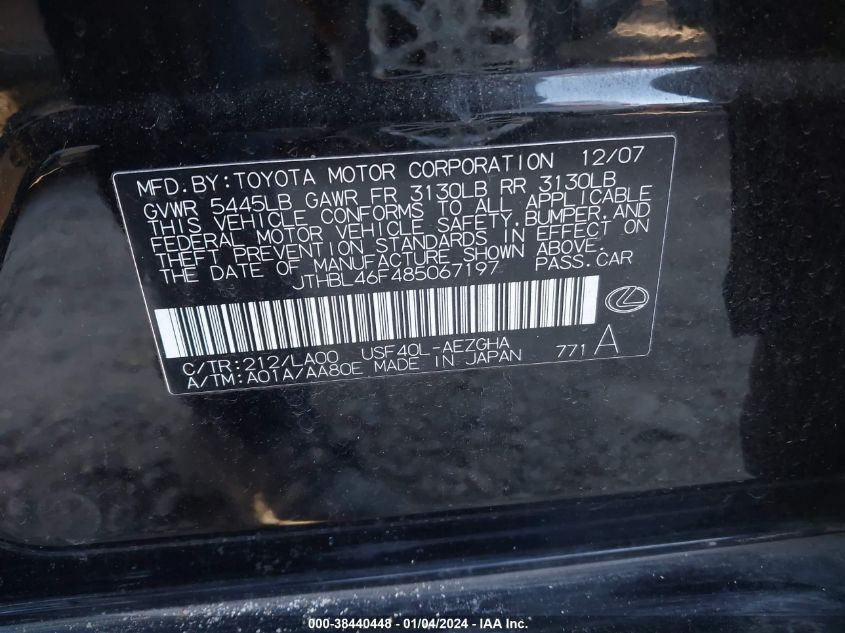 MFD.BY:TOYOTA MOTOR CORPORATION 12/07
GVWR 5445LB GAWR FR 3130LB RR 3130LB
THIS VEHICLE CONFORMS TO ALL APPLICABLE
FEDERAL MOTOR VEHICLE SAFETY,BUMPER,AND
THEFT PREVENTION STANDARDS IN EFFECT ON
THE DATE OF MANUFACTURE SHOWN ABOVE.
JTHBL46F485067197 PASS.CAR
C/TR:212/LA00 USF40L-AEZGHA
A/TM:A01A/AA80E MADE IN JAPAN 771 A
000-38440448 - 01/04/2024 - IAA Inc.